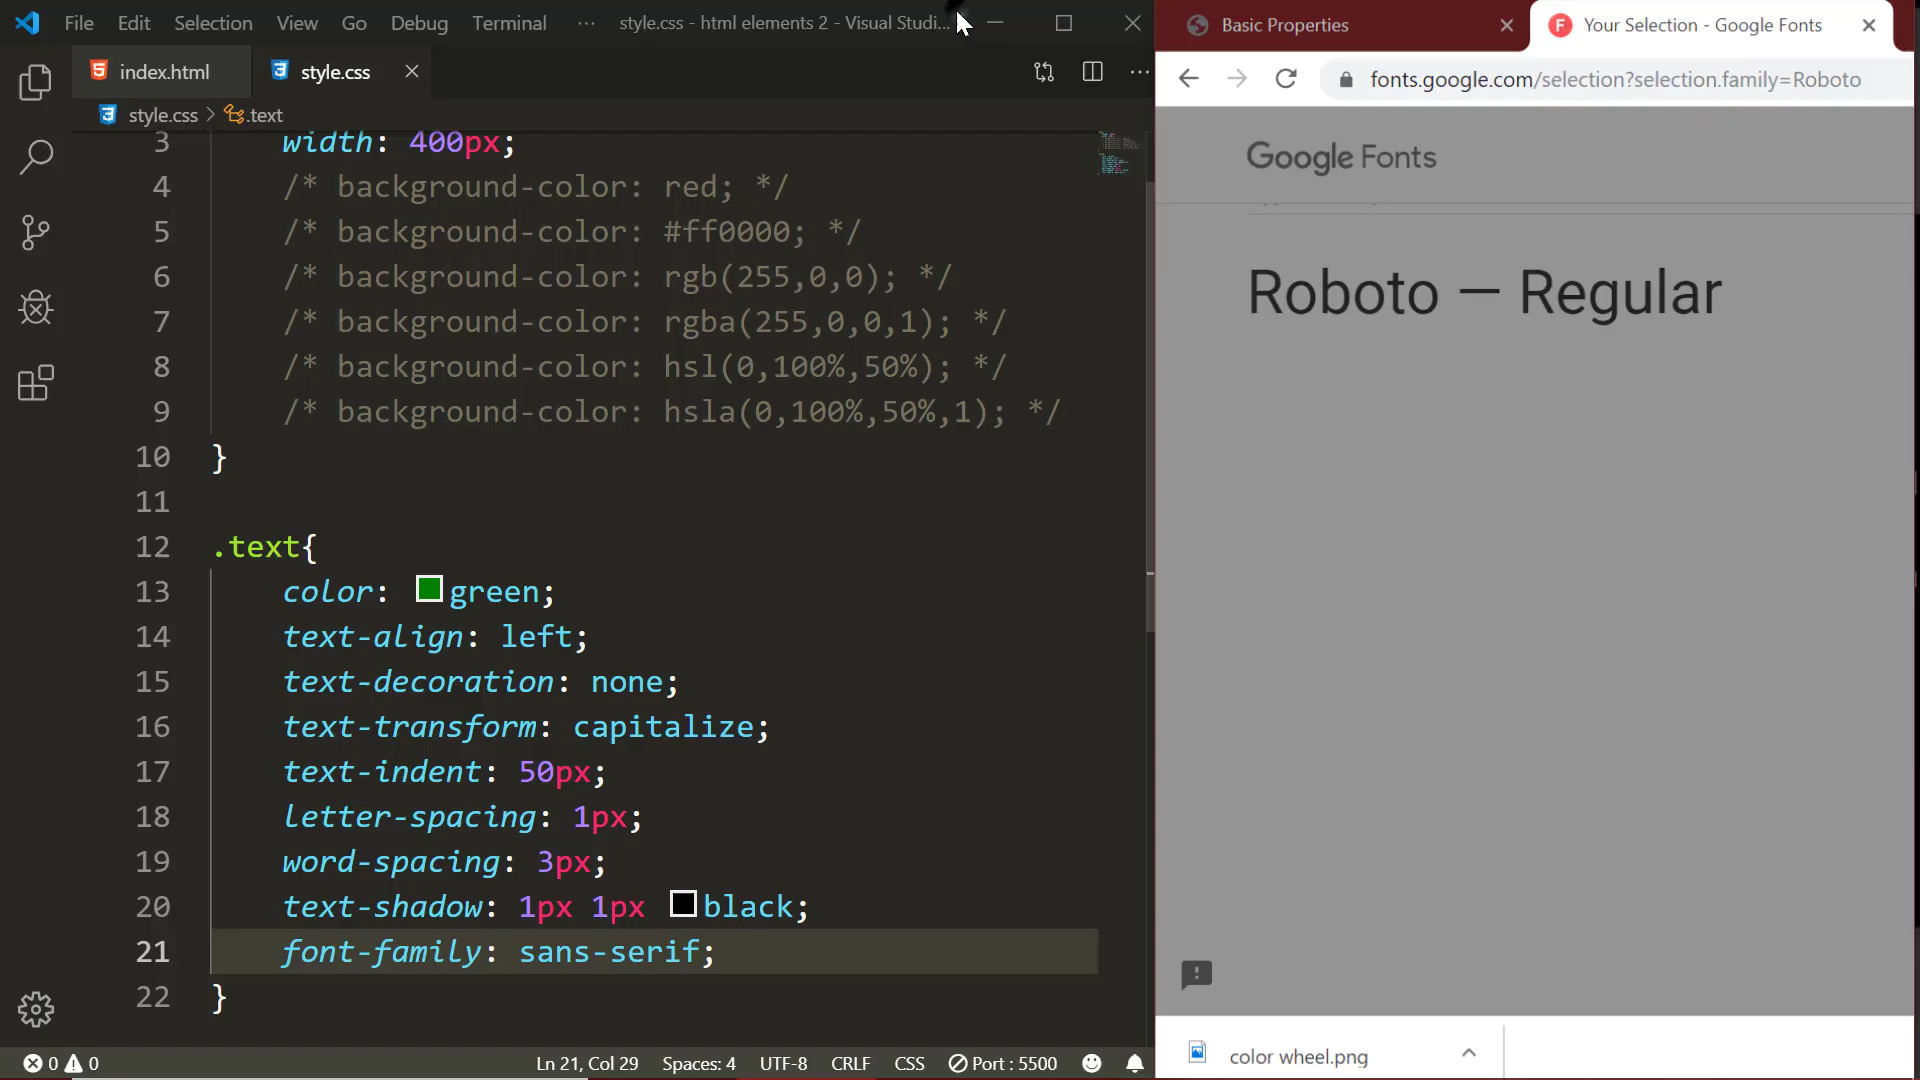 File Edit Selection View Go Debug Terminal ··· style.css - html elements 2 - Visual Studi...
index.html style.css
style.css > .text
3 width: 400px;
4 /* background-color: red; */
5 /* background-color: #ff0000; */
6 /* background-color: rgb(255,0,0); */
7 /* background-color: rgba(255,0,0,1); */
8 /* background-color: hsl(0,100%,50%); */
9 /* background-color: hsla(0,100%,50%,1); */
10 }
11
12 .text{
13 color: green;
14 text-align: left;
15 text-decoration: none;
16 text-transform: capitalize;
17 text-indent: 50px;
18 letter-spacing: 1px;
19 word-spacing: 3px;
20 text-shadow: 1px 1px black;
21 font-family: sans-serif;
22 }
0 0 Ln 21, Col 29 Spaces: 4 UTF-8 CRLF CSS Port : 5500
Basic Properties
F Your Selection - Google Fonts
fonts.google.com/selection?selection.family=Roboto
Google Fonts
Roboto — Regular
color wheel.png